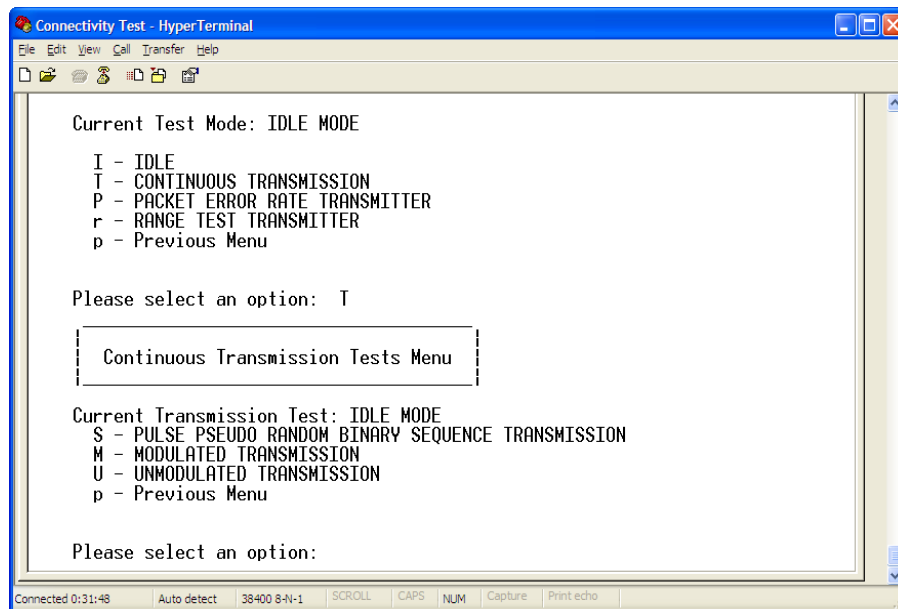 Connectivity Test - HyperTerminal
File Edit View Call Transfer Help
Current Test Mode: IDLE MODE
I - IDLE
T - CONTINUOUS TRANSMISSION
P - PACKET ERROR RATE TRANSMITTER
r - RANGE TEST TRANSMITTER
p - Previous Menu
Please select an option: T
Continuous Transmission Tests Menu
Current Transmission Test: IDLE MODE
S - PULSE PSEUDO RANDOM BINARY SEQUENCE TRANSMISSION
M - MODULATED TRANSMISSION
U - UNMODULATED TRANSMISSION
p - Previous Menu
Please select an option:
Connected 0:31:48 Auto detect 38400 8-N-1 SCROLL CAPS NUM Capture Print echo